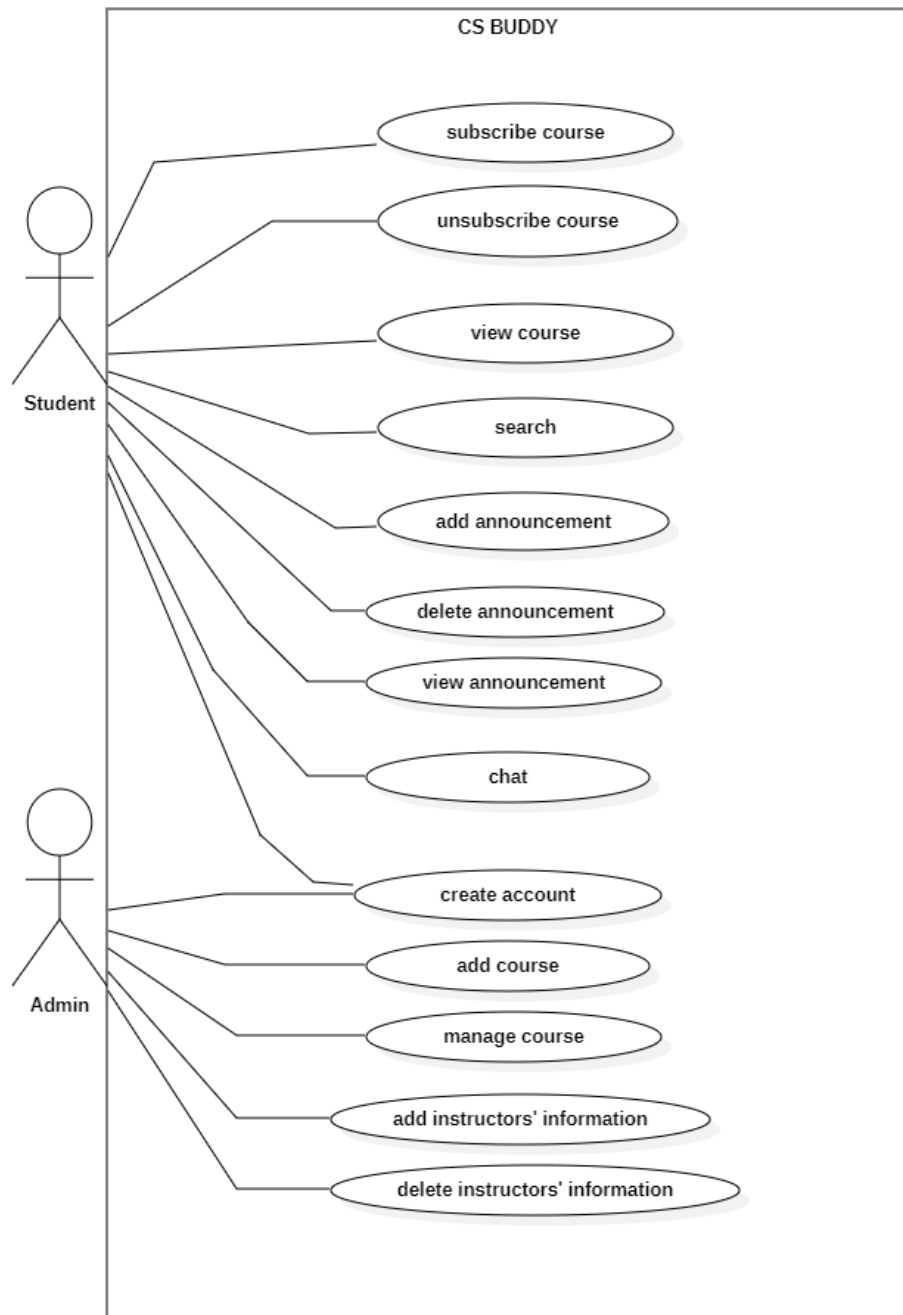 CS BUDDY
subscribe course
unsubscribe course
view course
search
Student
add announcement
delete announcement
view announcement
chat
create account
add course
Admin
manage course
add instructors' information
delete instructors' information